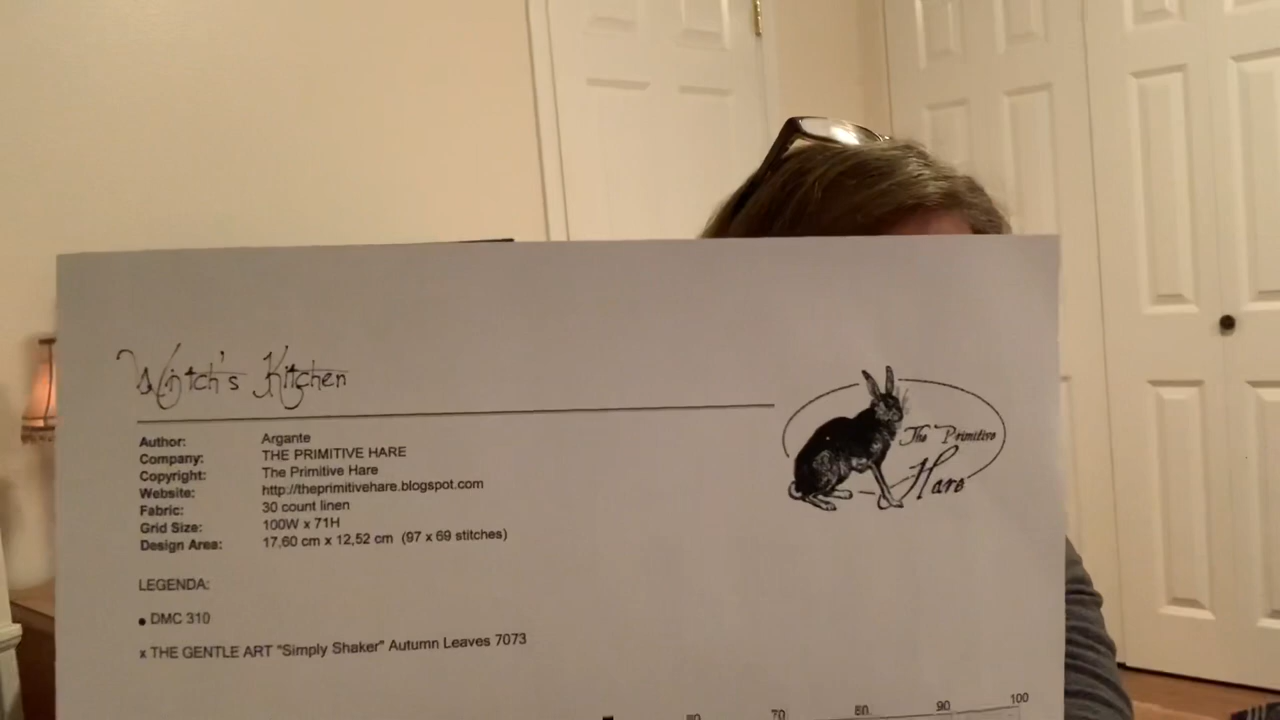 Witch's Kitchen
Author: Argante
Company: THE PRIMITIVE HARE
Copyright: The Primitive Hare
Website: http://theprimitivehare.blogspot.com
Fabric: 30 count linen
Grid Size: 100W x 71H
Design Area: 17,60 cm x 12,52 cm (97 x 69 stitches)
The Primitive
Hare
LEGENDA:
● DMC 310
x THE GENTLE ART "Simply Shaker" Autumn Leaves 7073
70 80 90 100